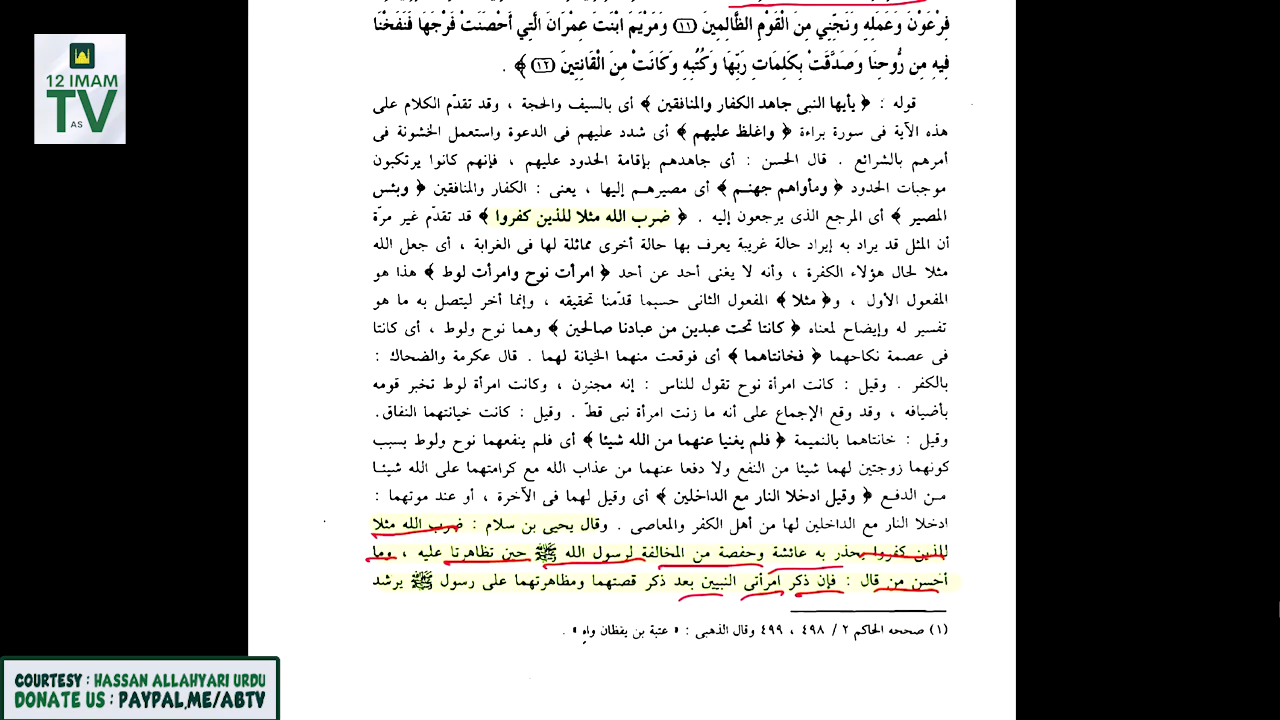 12 IMAM
TV
AS
فِرْعَوْنَ وَعَمَلِهِ وَنَجِّنِي مِنَ الْقَوْمِ الظَّالِمِينَ ﴿١١﴾ وَمَرْيَمَ ابْنَتَ عِمْرَانَ الَّتِي أَحْصَنَتْ فَرْجَهَا فَنَفَخْنَا
فِيهِ مِن رُّوحِنَا وَصَدَّقَتْ بِكَلِمَاتِ رَبِّهَا وَكُتُبِهِ وَكَانَتْ مِنَ الْقَانِتِينَ ﴿١٢﴾ ﴾ .
قوله : ﴿ يأيها النبى جاهد الكفار والمنافقين ﴾ أى بالسيف والحجة ، وقد تقدّم الكلام على
هذه الآية فى سورة براءة ﴿ واغلظ عليهم ﴾ أى شدد عليهم فى الدعوة واستعمل الخشونة فى
أمرهم بالشرائع . قال الحسن : أى جاهدهم بإقامة الحدود عليهم ، فإنهم كانوا يرتكبون
موجبات الحدود ﴿ ومأواهم جهنم ﴾ أى مصيرهم إليها ، يعنى : الكفار والمنافقين ﴿ وبئس
المصير ﴾ أى المرجع الذى يرجعون إليه . ﴿ ضرب الله مثلا للذين كفروا ﴾ قد تقدّم غير مرّة
أن المثل قد يراد به إيراد حالة غريبة يعرف بها حالة أخرى مماثلة لها فى الغرابة ، أى جعل الله
مثلا لحال هؤلاء الكفرة ، وأنه لا يغنى أحد عن أحد ﴿ امرأت نوح وامرأت لوط ﴾ هذا هو
المفعول الأول ، و﴿ مثلا ﴾ المفعول الثانى حسبما قدّمنا تحقيقه ، وإنما أخر ليتصل به ما هو
تفسير له وإيضاح لمعناه ﴿ كانتا تحت عبدين من عبادنا صالحين ﴾ وهما نوح ولوط ، أى كانتا
فى عصمة نكاحهما ﴿ فخانتاهما ﴾ أى فوقعت منهما الخيانة لهما . قال عكرمة والضحاك :
بالكفر . وقيل : كانت امرأة نوح تقول للناس : إنه مجنون ، وكانت امرأة لوط تخبر قومه
بأضيافه ، وقد وقع الإجماع على أنه ما زنت امرأة نبى قطّ . وقيل : كانت خيانتهما النفاق.
وقيل : خانتاهما بالنميمة ﴿ فلم يغنيا عنهما من الله شيئا ﴾ أى فلم ينفعهما نوح ولوط بسبب
كونهما زوجتين لهما شيئا من النفع ولا دفعا عنهما من عذاب الله مع كرامتهما على الله شيئا
من الدفع ﴿ وقيل ادخلا النار مع الداخلين ﴾ أى وقيل لهما فى الآخرة ، أو عند موتهما :
ادخلا النار مع الداخلين لها من أهل الكفر والمعاصى . وقال يحيى بن سلام : ضرب الله مثلا
للذين كفروا يحذر به عائشة وحفصة من المخالفة لرسول الله ﷺ حين تظاهرتا عليه ، وما
أحسن من قال : فإن ذكر امرأتى النبيين بعد ذكر قصتهما ومظاهرتهما على رسول ﷺ يرشد
(١) صححه الحاكم ٢ / ٤٩٨ ، ٤٩٩ وقال الذهبى : « عتبة بن يقظان واهٍ » .
COURTESY : HASSAN ALLAHYARI URDU
DONATE US : PAYPAL.ME/ABTV